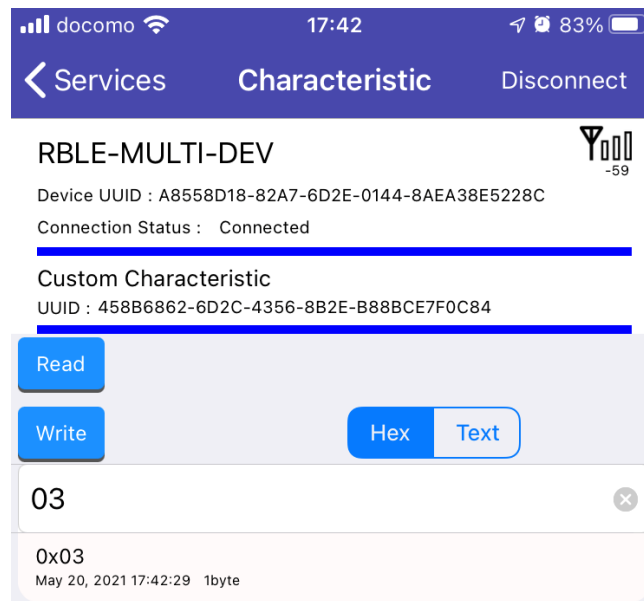 docomo 17:42 83%
Services Characteristic Disconnect
RBLE-MULTI-DEV
-59
Device UUID : A8558D18-82A7-6D2E-0144-8AEA38E5228C
Connection Status : Connected
Custom Characteristic
UUID : 458B6862-6D2C-4356-8B2E-B88BCE7F0C84
Read
Write Hex Text
03
0x03
May 20, 2021 17:42:29 1byte